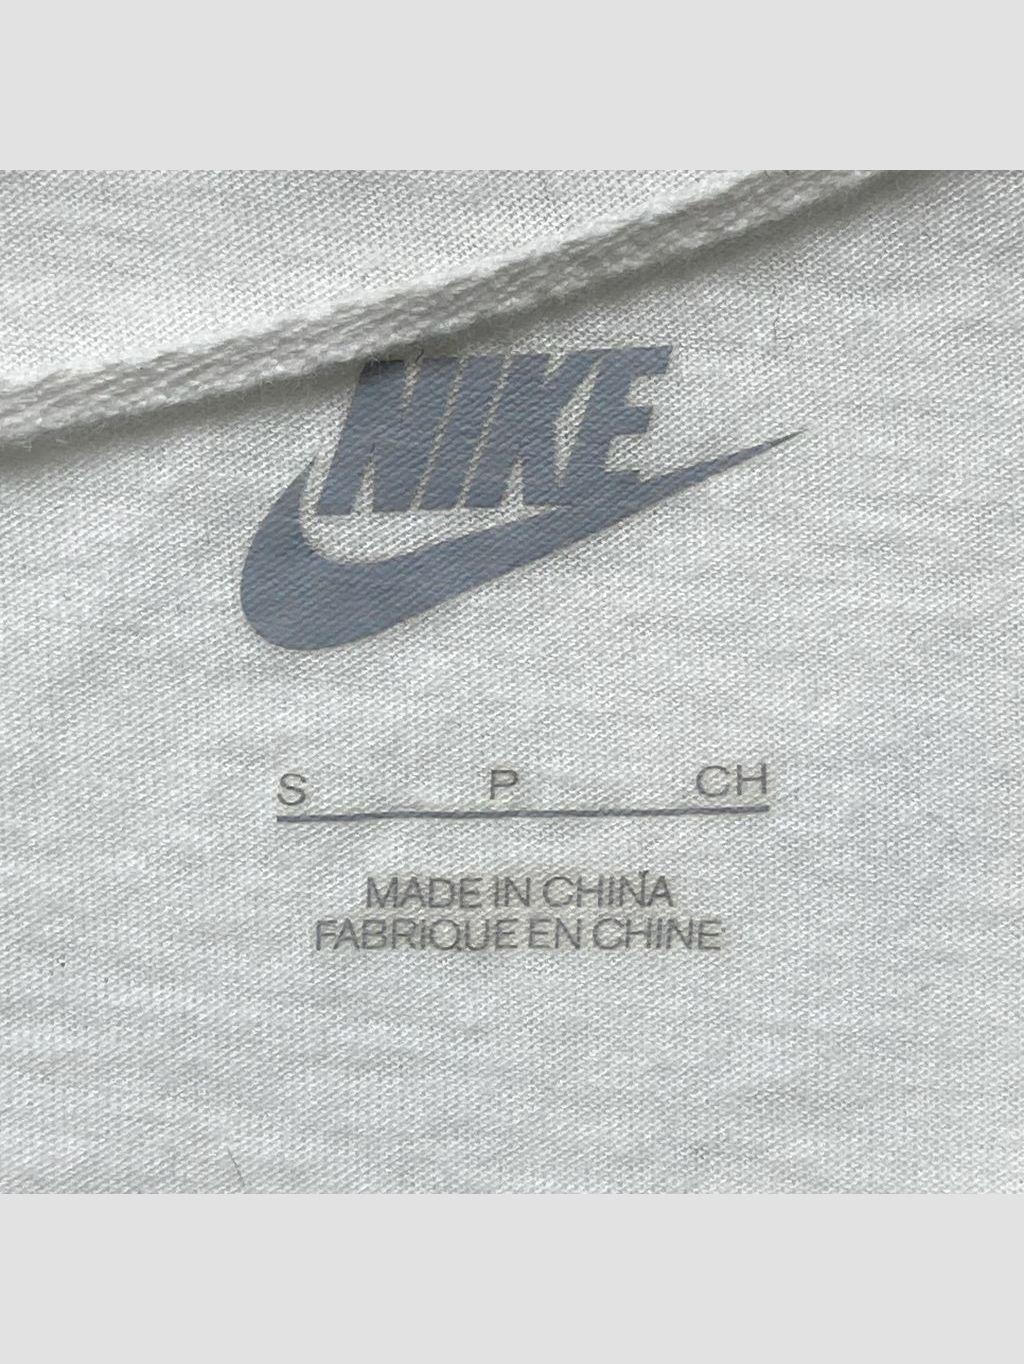 NIKE
S P CH
MADE IN CHINA
FABRIQUE EN CHINE